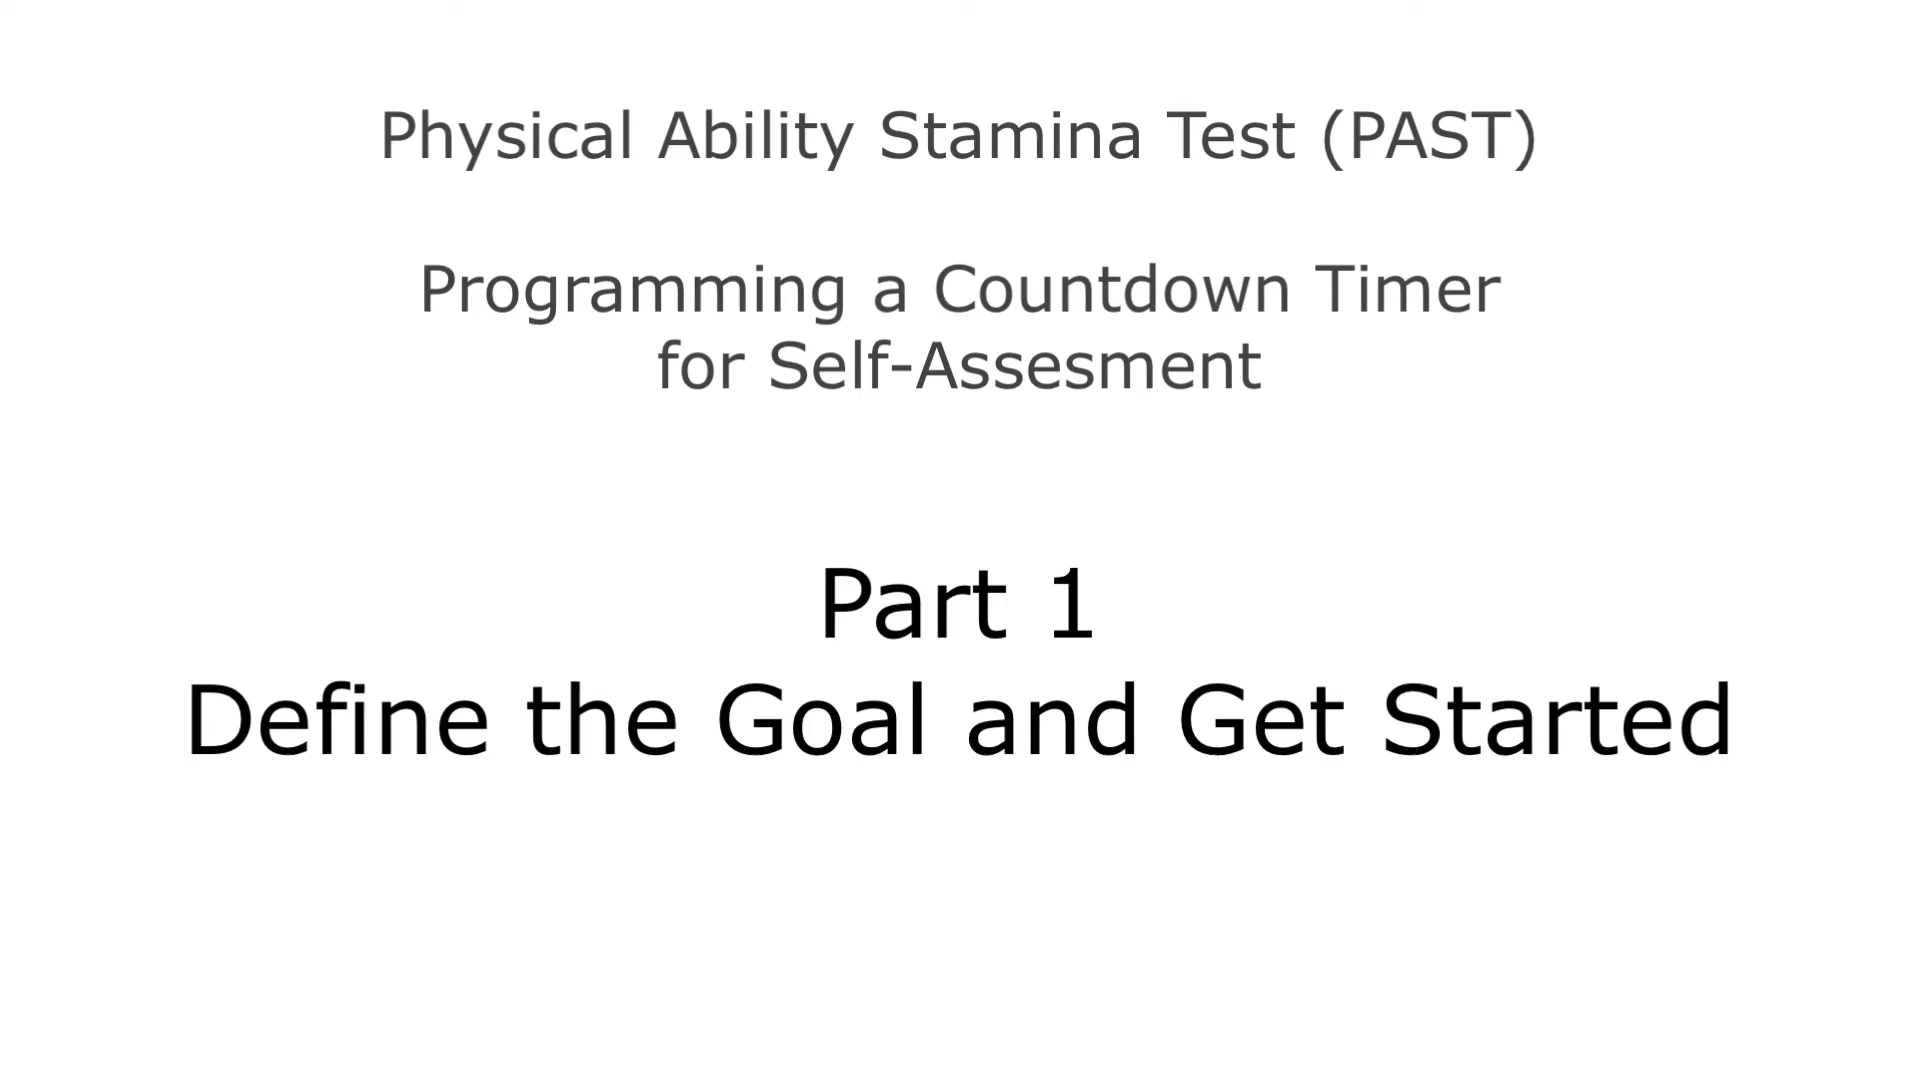 Physical Ability Stamina Test (PAST)
Programming a Countdown Timer
for Self-Assesment
Part 1
Define the Goal and Get Started